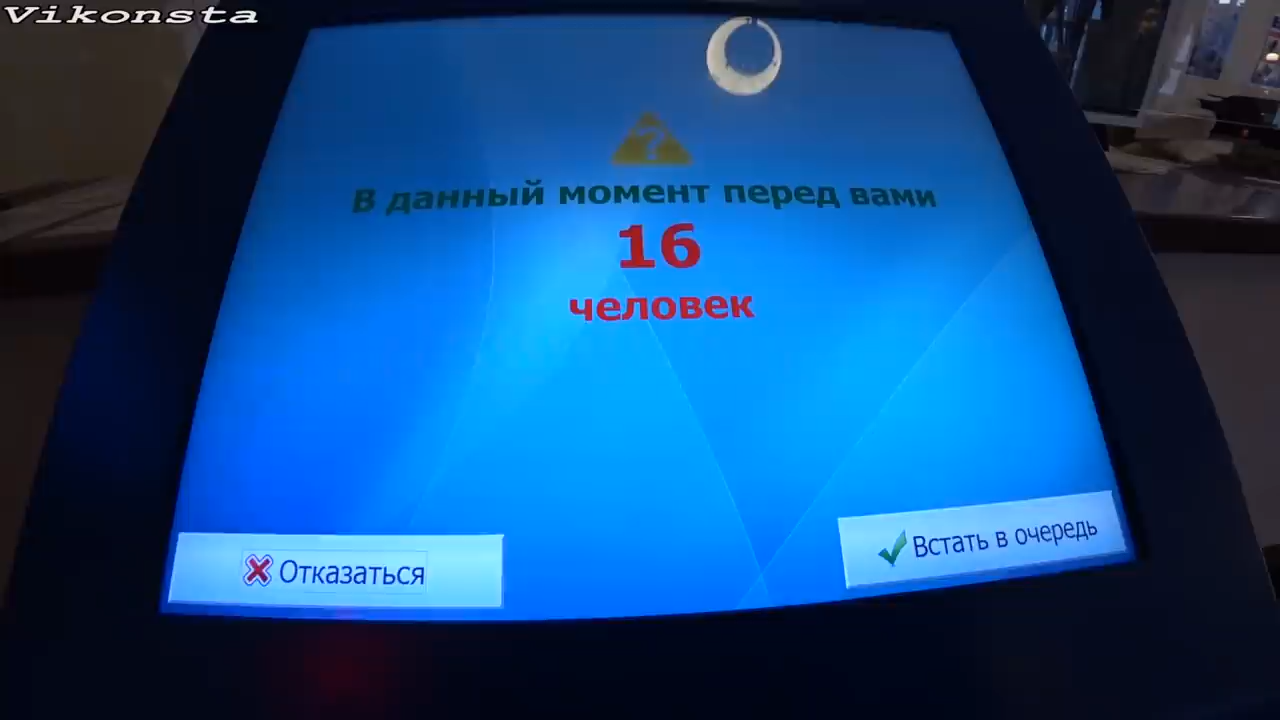 Vikonsta
?
В данный момент перед вами
16
человек
Отказаться
Встать в очередь